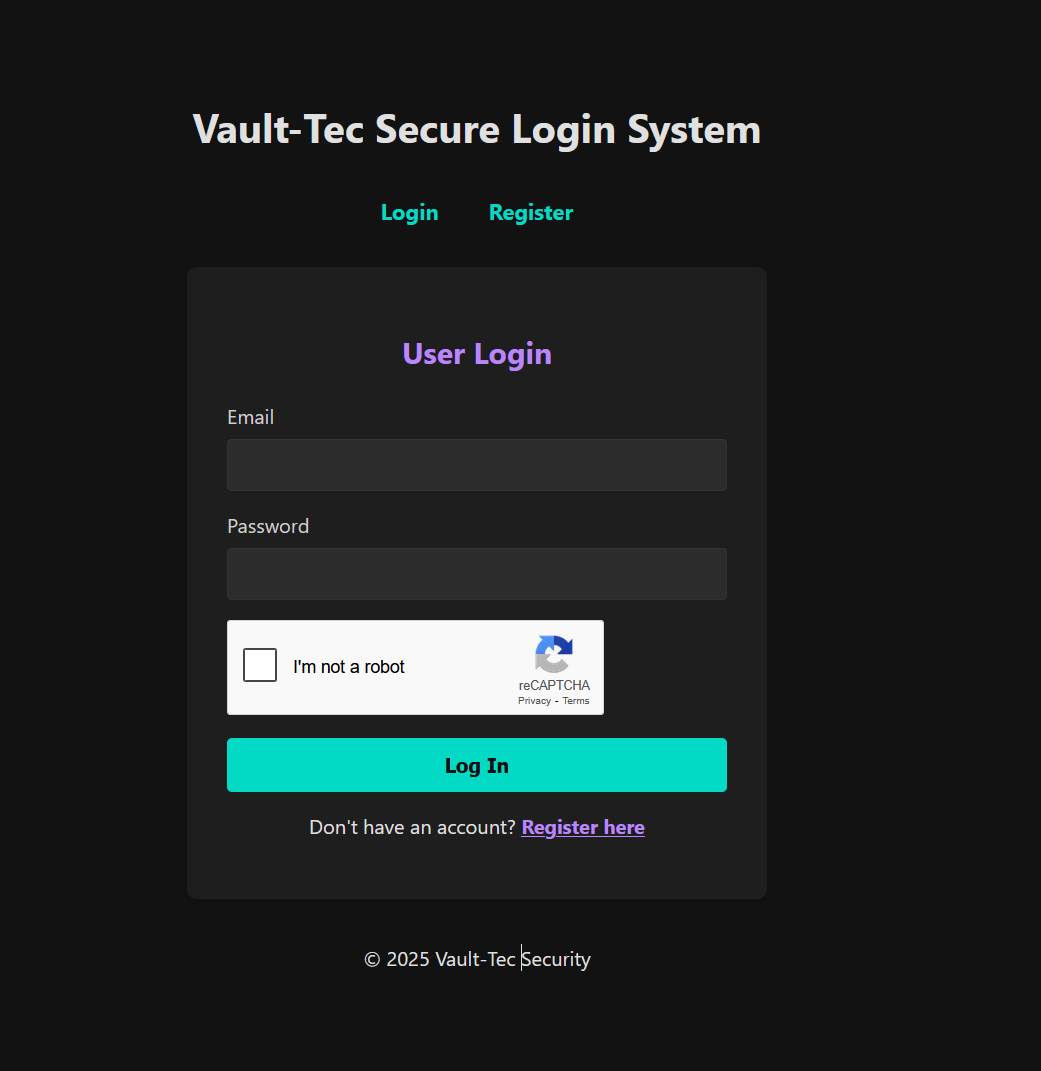 Vault-Tec Secure Login System
Login Register
User Login
Email
Password
I'm not a robot
reCAPTCHA
Privacy - Terms
Log In
Don't have an account? Register here
© 2025 Vault-Tec Security